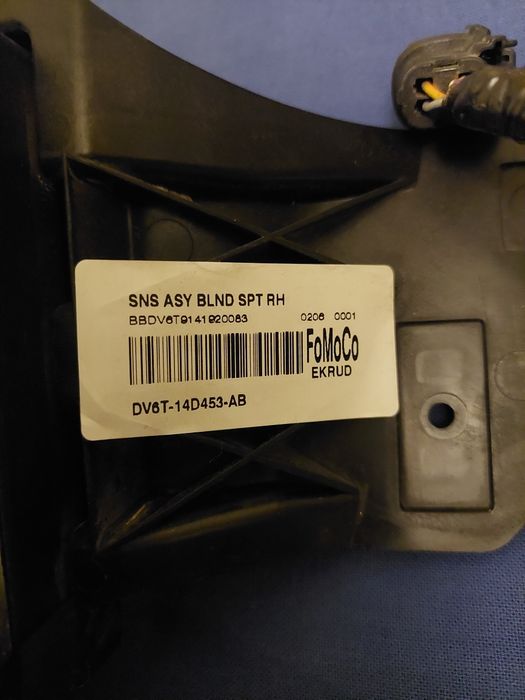 SNS ASY BLND SPT RH
BBDV6T9141920083 0206 0001
FoMoCo
EKRUD
DV6T-14D453-AB